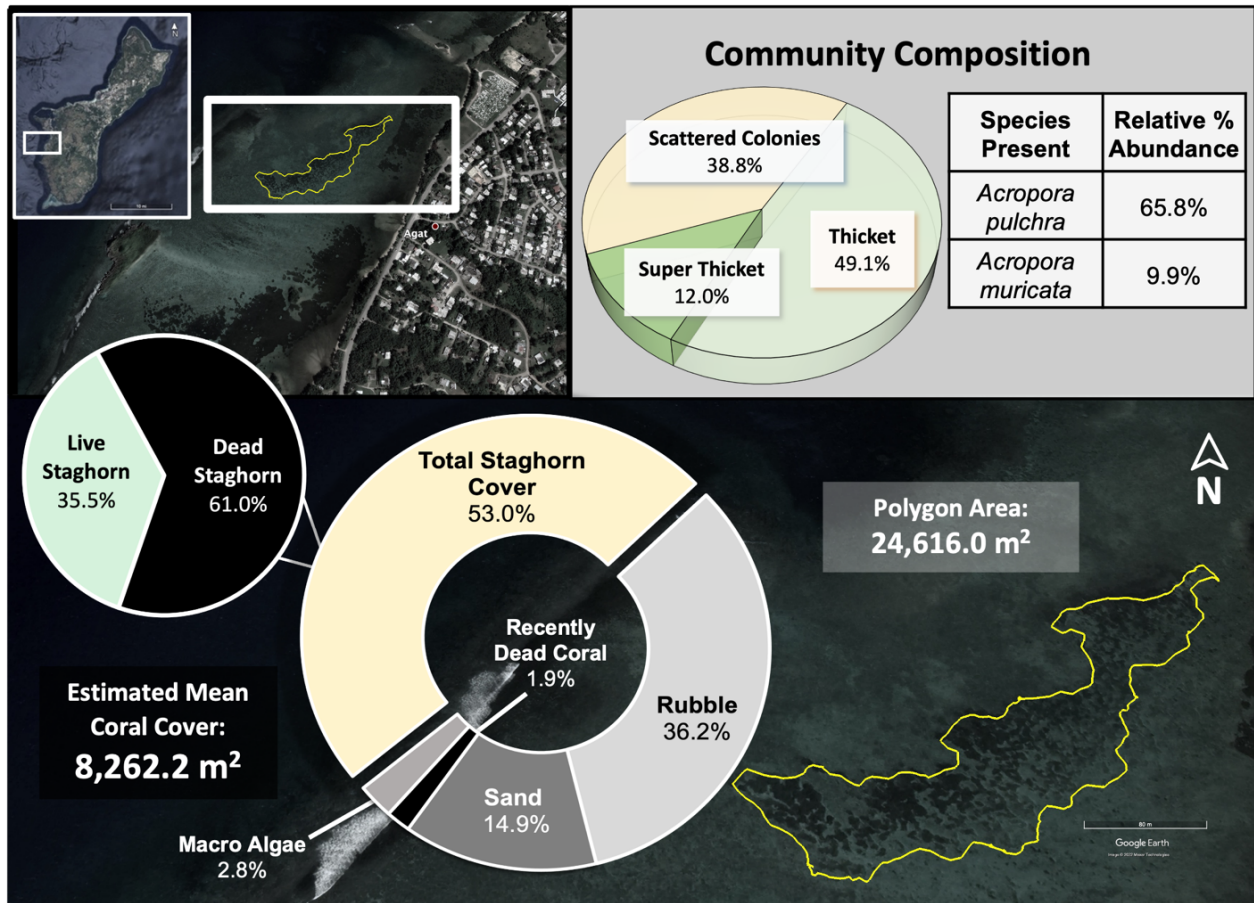 N
10 mi
Agat
Community Composition
Scattered Colonies
38.8%
Thicket
49.1%
Super Thicket
12.0%
Species
Present
Relative %
Abundance
Acropora
pulchra
65.8%
Acropora
muricata
9.9%
Live
Staghorn
35.5%
Dead
Staghorn
61.0%
Total Staghorn
Cover
53.0%
Recently
Dead Coral
1.9%
Rubble
36.2%
Sand
14.9%
Macro Algae
2.8%
Estimated Mean
Coral Cover:
8,262.2 m²
Polygon Area:
24,616.0 m²
N
80 m
Google Earth